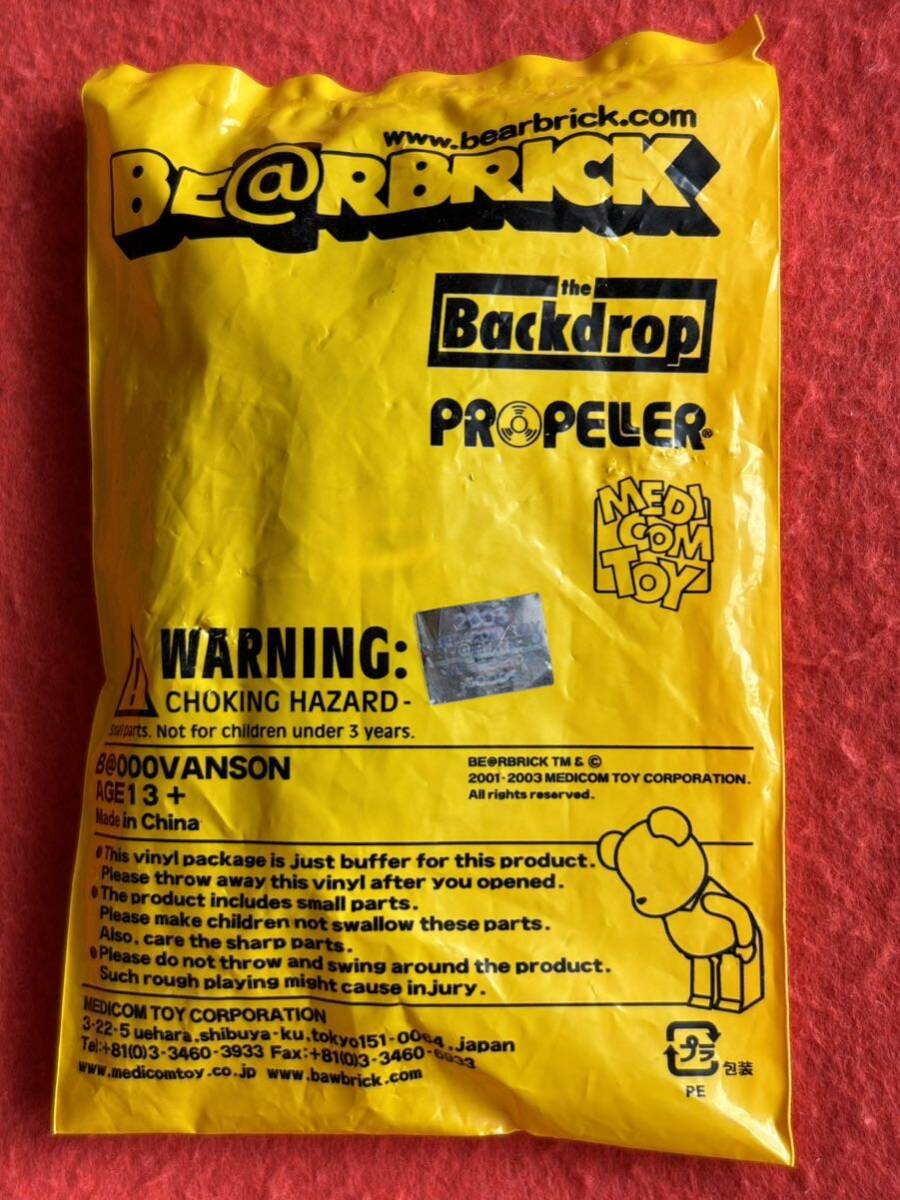 www.bearbrick.com
BE@RBRICK
the
Backdrop
PROPELLER®
MEDI
COM
TOY
WARNING:
CHOKING HAZARD-
Small parts. Not for children under 3 years.
B@000VANSON
AGE13+
Made in China
BE@RBRICK TM & ©
2001-2003 MEDICOM TOY CORPORATION.
All rights reserved.
•This vinyl package is just buffer for this product.
Please throw away this vinyl after you opened.
•The product includes small parts.
Please make children not swallow these parts.
Also, care the sharp parts.
•Please do not throw and swing around the product.
Such rough playing might cause injury.
MEDICOM TOY CORPORATION
3-22-5 uehara,shibuya-ku,tokyo151-0064,japan
Tel:+81(0)3-3460-3933 Fax:+81(0)3-3460-6933
www.medicomtoy.co.jp www.bawbrick.com
プラ
包装
PE